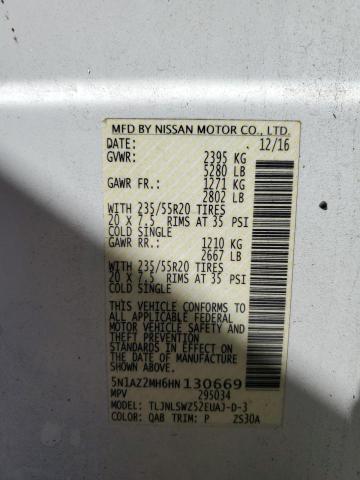 MFD BY NISSAN MOTOR CO., LTD.
DATE: 12/16
GVWR: 2395 KG
5280 LB
GAWR FR.: 1271 KG
2802 LB
WITH 235/55R20 TIRES
20 X 7.5 RIMS AT 35 PSI
COLD SINGLE
GAWR RR.: 1210 KG
2667 LB
WITH 235/55R20 TIRES
20 X 7.5 RIMS AT 35 PSI
COLD SINGLE
THIS VEHICLE CONFORMS TO
ALL APPLICABLE FEDERAL
MOTOR VEHICLE SAFETY
AND THEFT PREVENTION
STANDARDS IN EFFECT ON
THE DATE OF MANUFACTURE
SHOWN ABOVE.
5N1AZ2MH6HN130669
MPV 295034
MODEL: TLJNLSWZ52EUAJ-D-3
COLOR: QAB TRIM: P ZS30A